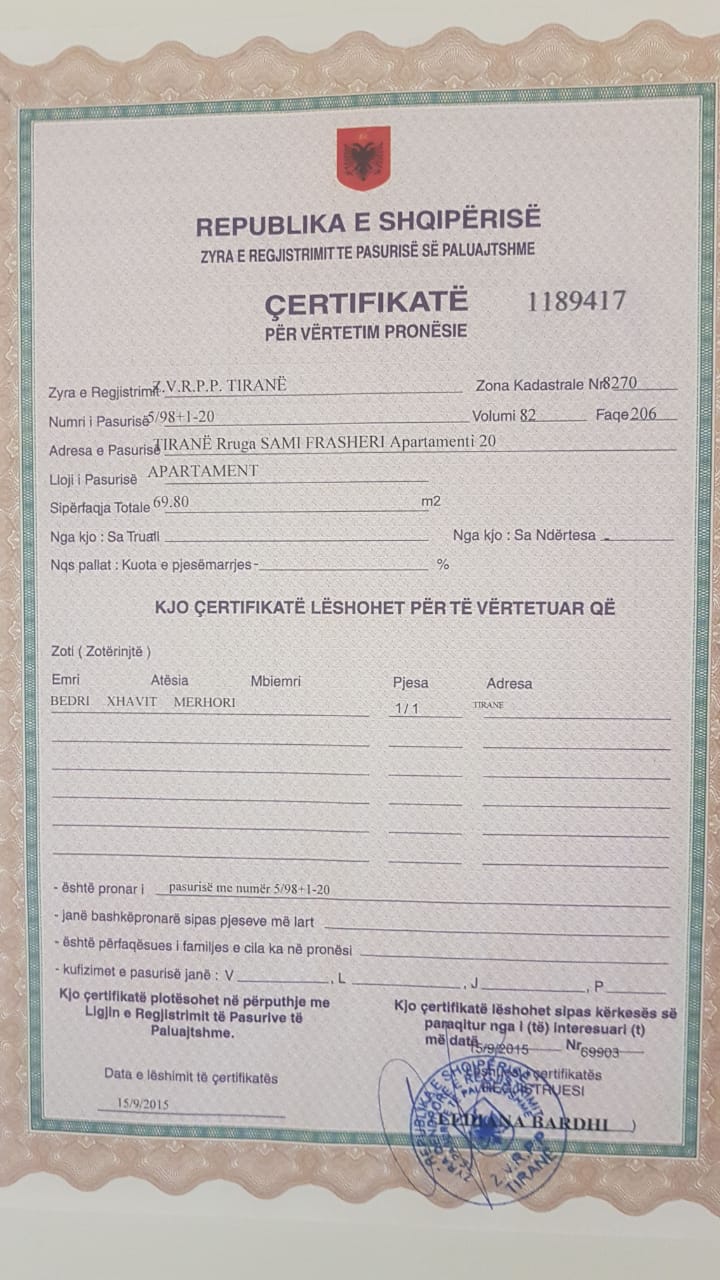 REPUBLIKA E SHQIPËRISË
ZYRA E REGJISTRIMIT TE PASURISË SË PALUAJTSHME
ÇERTIFIKATË 1189417
PËR VËRTETIM PRONËSIE
Zyra e Regjistrimit Z.V.R.P.P. TIRANË Zona Kadastrale Nr 8270
Numri i Pasurisë 5/98+1-20 Volumi 82 Faqe 206
Adresa e Pasurisë TIRANË Rruga SAMI FRASHERI Apartamenti 20
Lloji i Pasurisë APARTAMENT
Sipërfaqja Totale 69.80 m2
Nga kjo : Sa Truall Nga kjo : Sa Ndërtesa -
Nqs pallat : Kuota e pjesëmarrjes - %
KJO ÇERTIFIKATË LËSHOHET PËR TË VËRTETUAR QË
Zoti ( Zotërinjtë )
Emri Atësia Mbiemri Pjesa Adresa
BEDRI XHAVIT MERHORI 1/1 TIRANE
- është pronar i pasurisë me numër 5/98+1-20
- janë bashkëpronarë sipas pjeseve më lart
- është përfaqësues i familjes e cila ka në pronësi
- kufizimet e pasurisë janë : V , L , J , P
Kjo çertifikatë plotësohet në përputhje me
Ligjin e Regjistrimit të Pasurive të
Paluajtshme.
Kjo çertifikatë lëshohet sipas kërkesës së
paraqitur nga i (të) interesuari (t)
më datë 15/9/2015 Nr 69903
Data e lëshimit të çertifikatës
15/9/2015
çertifikatës
BARDHI )
REPUBLIKA E SHQIPËRISË
Z.V.R.P.P
TIRANË